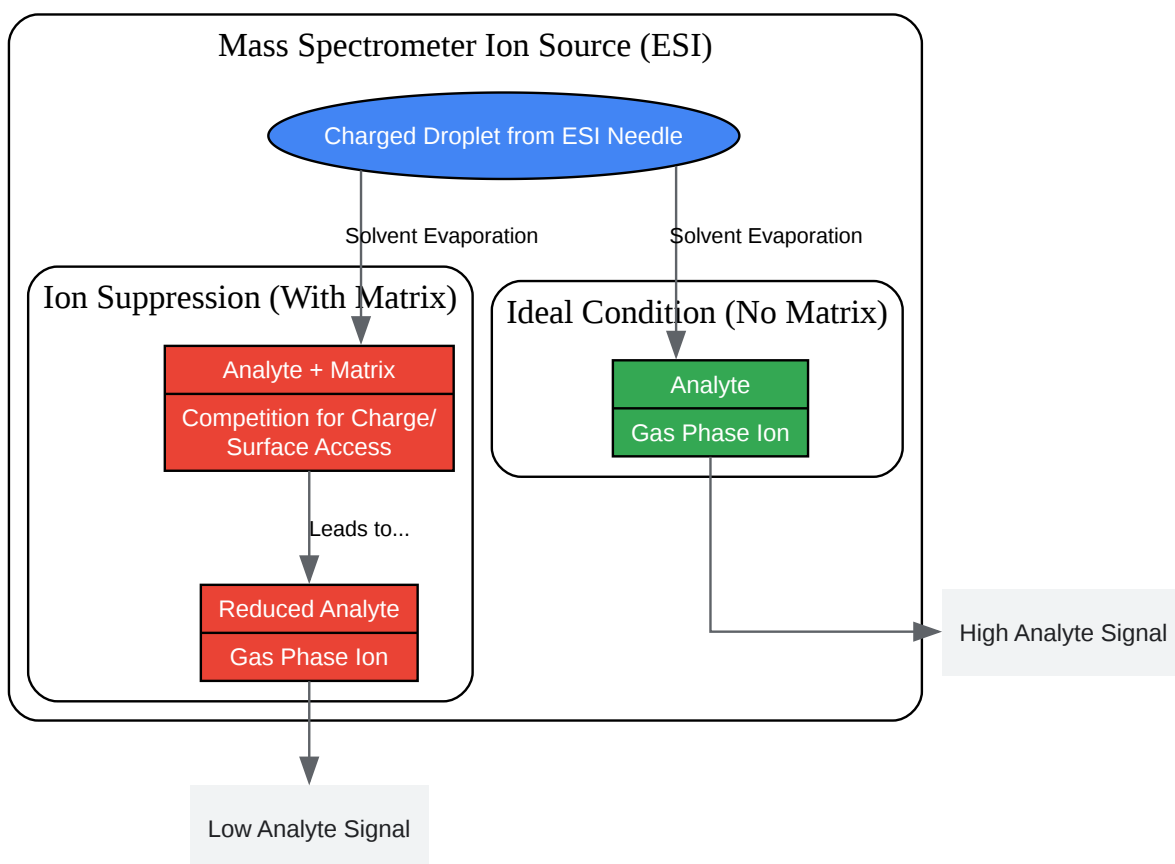 Mass Spectrometer Ion Source (ESI)
Charged Droplet from ESI Needle
Solvent Evaporation
Solvent Evaporation
Ion Suppression (With Matrix)
Analyte + Matrix
Competition for Charge/
Surface Access
Leads to...
Reduced Analyte
Gas Phase Ion
Low Analyte Signal
Ideal Condition (No Matrix)
Analyte
Gas Phase Ion
High Analyte Signal